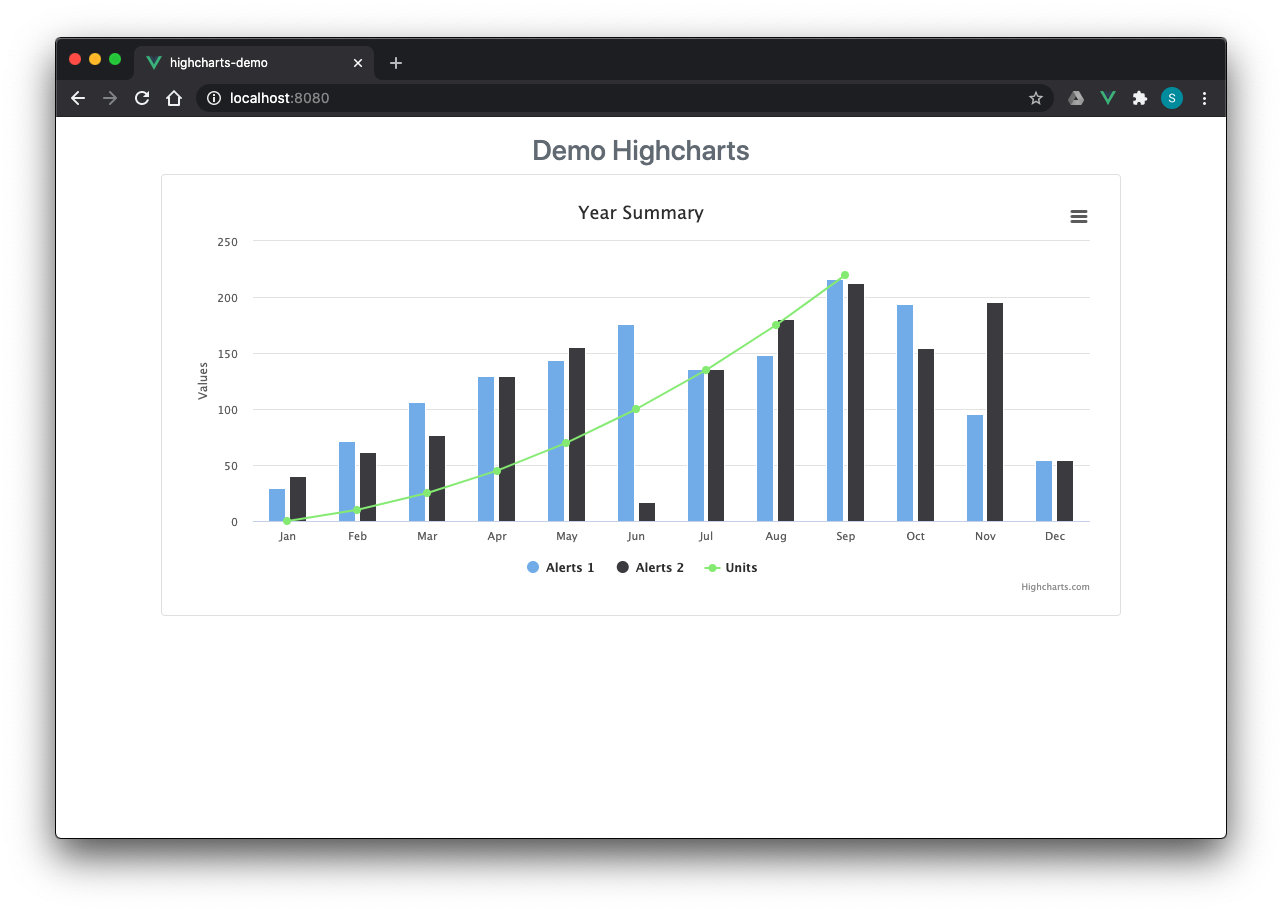 highcharts-demo
localhost:8080
S
Demo Highcharts
Year Summary
250
200
150
100
50
0
Values
Jan Feb Mar Apr May Jun Jul Aug Sep Oct Nov Dec
Alerts 1 Alerts 2 Units
Highcharts.com